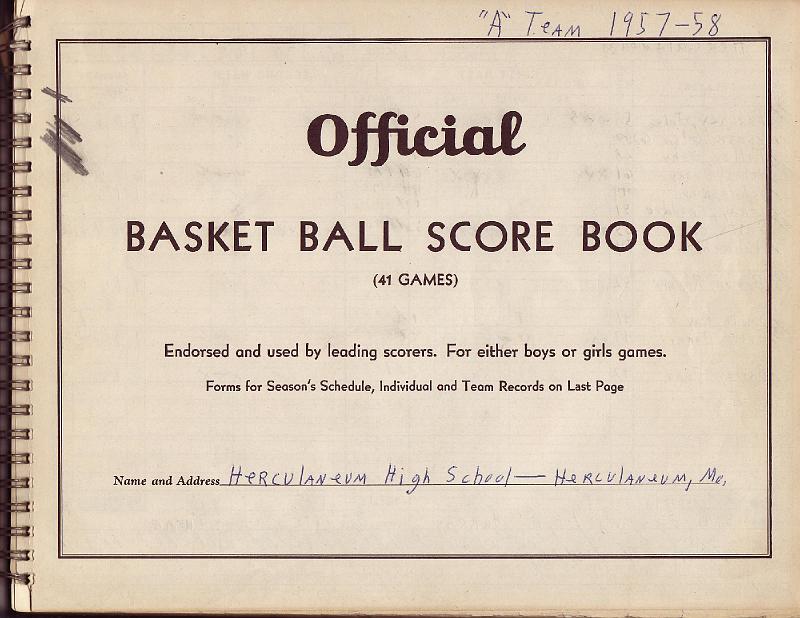 "A" Team 1957-58
Official
BASKET BALL SCORE BOOK
(41 GAMES)
Endorsed and used by leading scorers. For either boys or girls games.
Forms for Season's Schedule, Individual and Team Records on Last Page
Name and Address Herculaneum High School — Herculaneum, Mo.